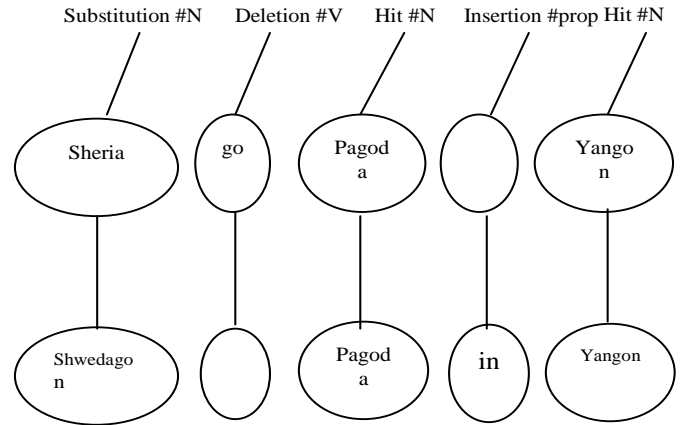 Substitution #N Deletion #V Hit #N Insertion #prop Hit #N
Sheria go Pagod Yango
a n
Shwedago Pagod in Yangon
n a